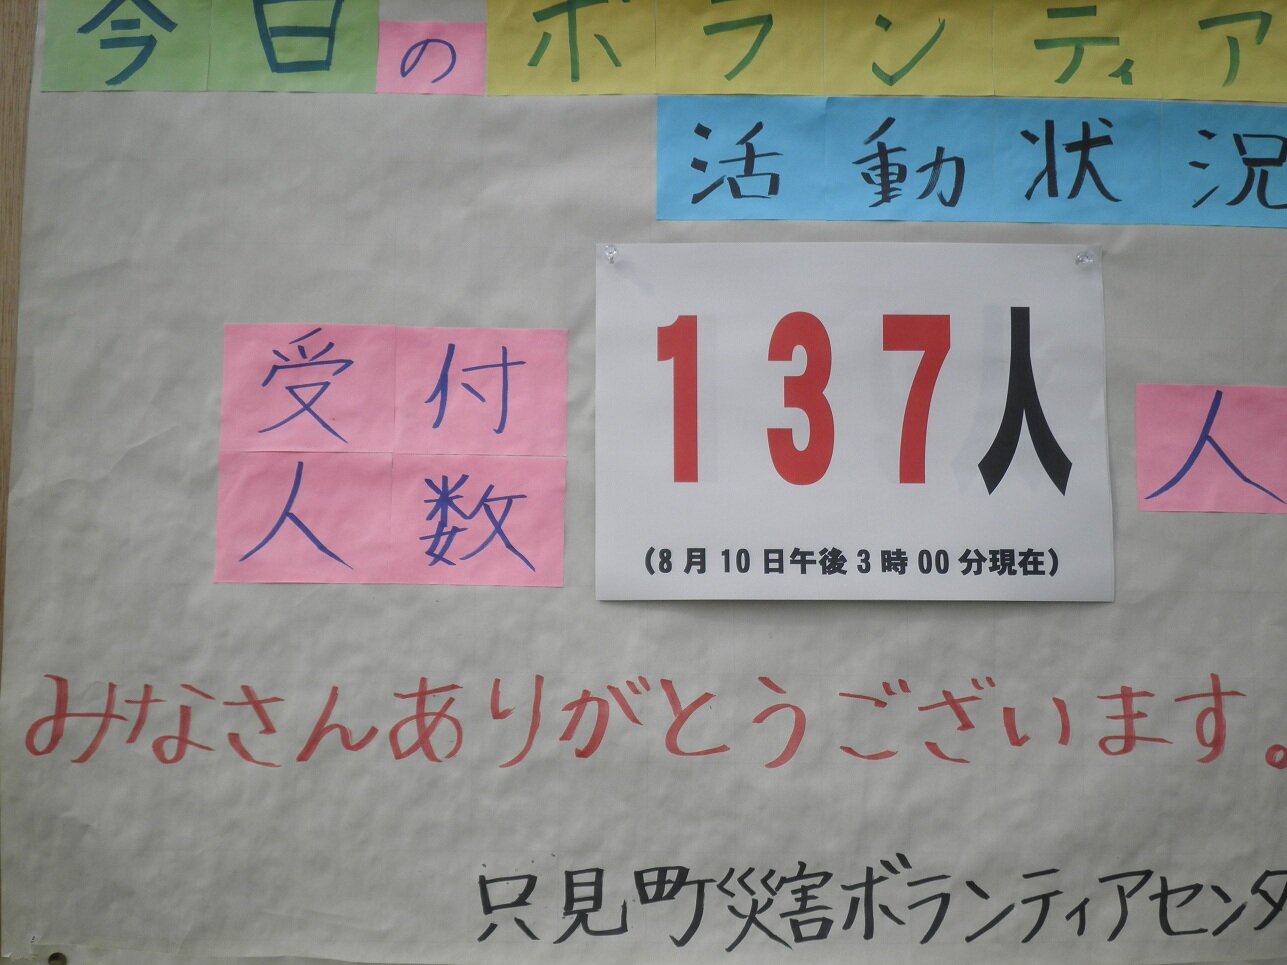 今日のボランティア
活動状況
受付
人数
137人
人
(8月10日午後3時00分現在)
みなさんありがとうございます。
只見町災害ボランティアセンタ